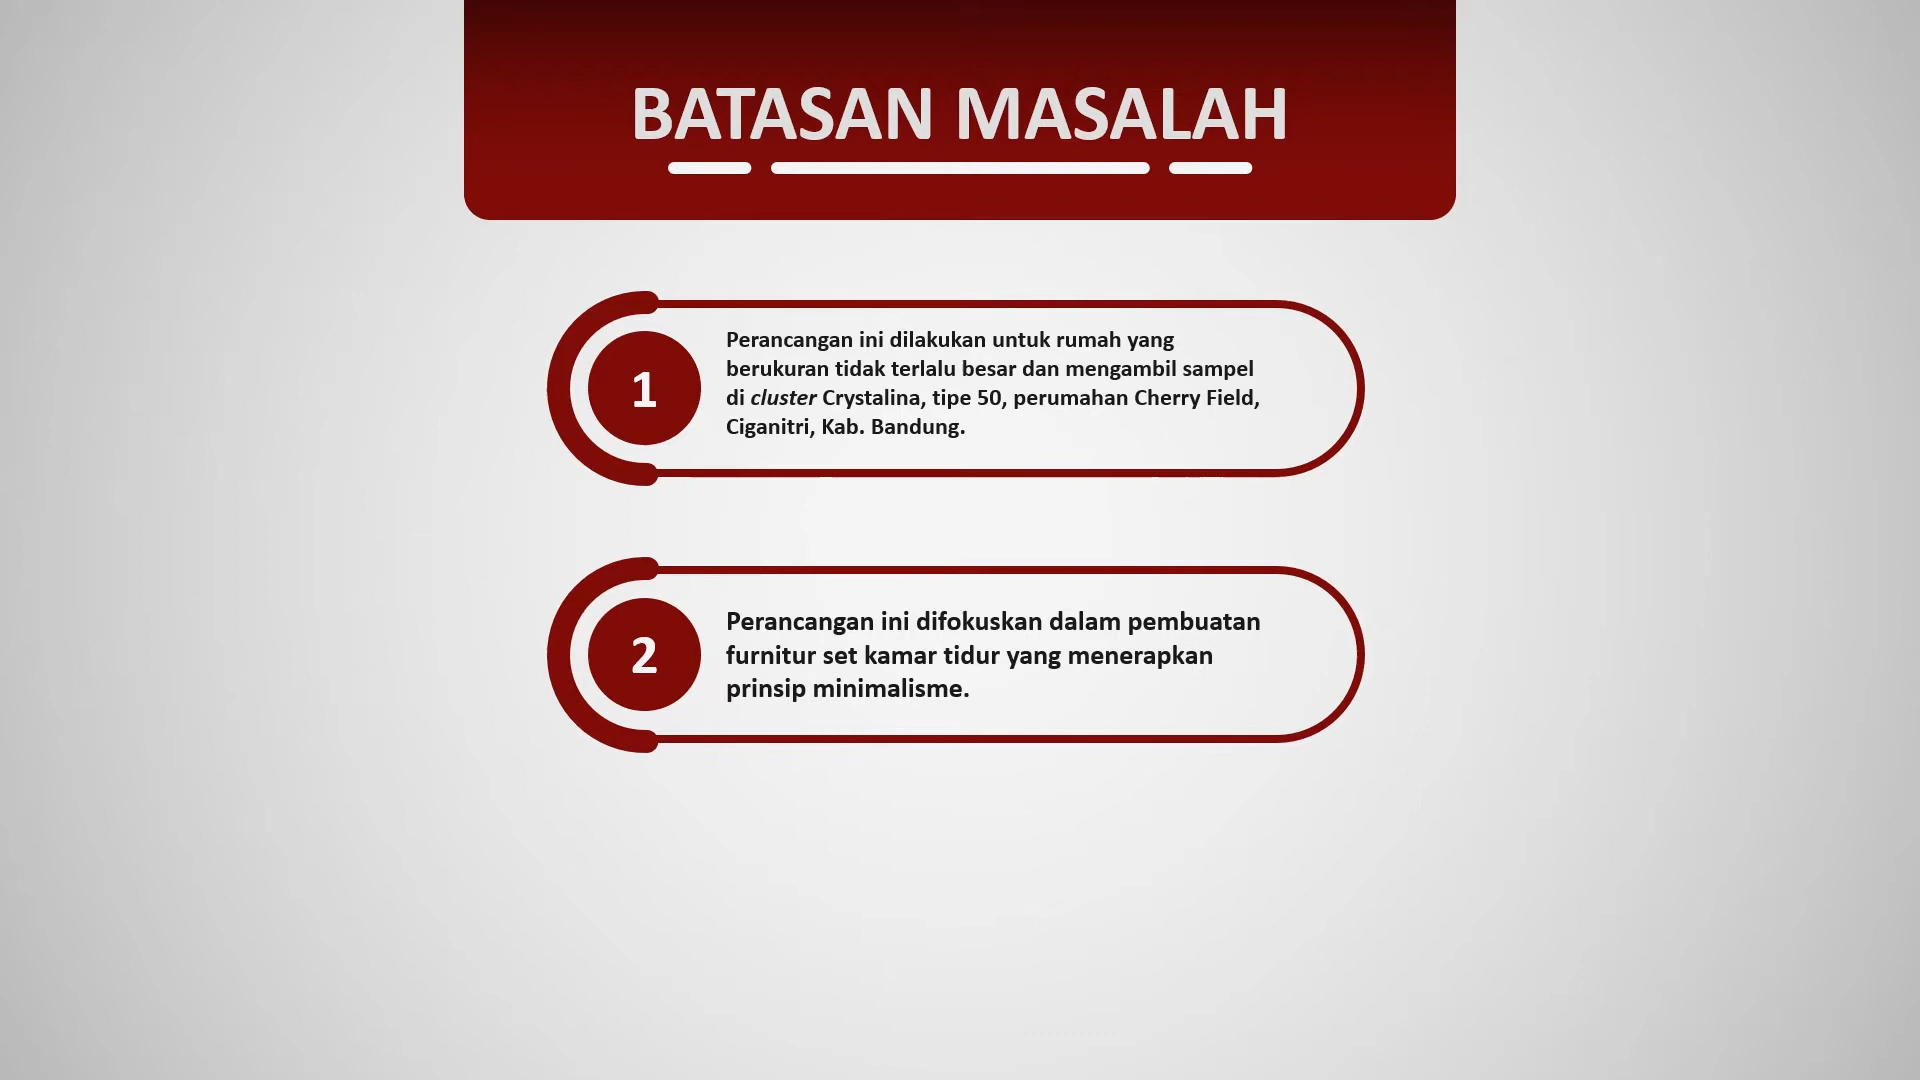 BATASAN MASALAH
1
Perancangan ini dilakukan untuk rumah yang
berukuran tidak terlalu besar dan mengambil sampel
di cluster Crystalina, tipe 50, perumahan Cherry Field,
Ciganitri, Kab. Bandung.
2
Perancangan ini difokuskan dalam pembuatan
furnitur set kamar tidur yang menerapkan
prinsip minimalisme.